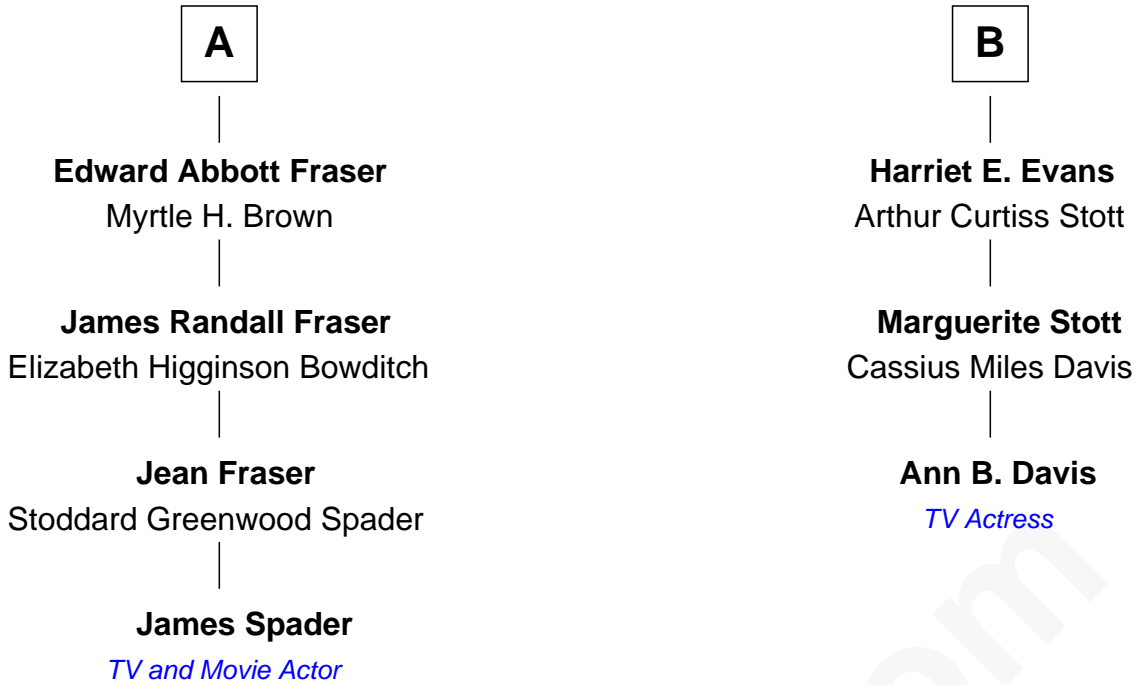 A
Edward Abbott Fraser
Myrtle H. Brown
James Randall Fraser
Elizabeth Higginson Bowditch
Jean Fraser
Stoddard Greenwood Spader
James Spader
TV and Movie Actor
B
Harriet E. Evans
Arthur Curtiss Stott
Marguerite Stott
Cassius Miles Davis
Ann B. Davis
TV Actress
om